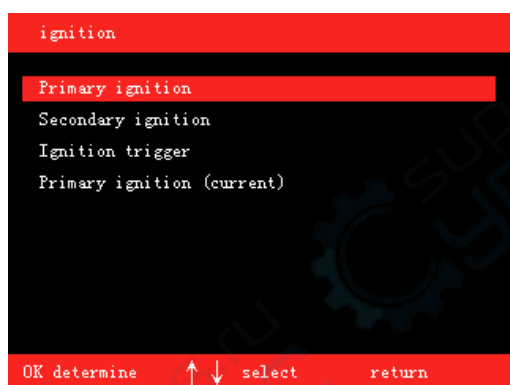 ignition
Primary ignition
Secondary ignition
Ignition trigger
Primary ignition (current)
OK determine ↑ ↓ select return